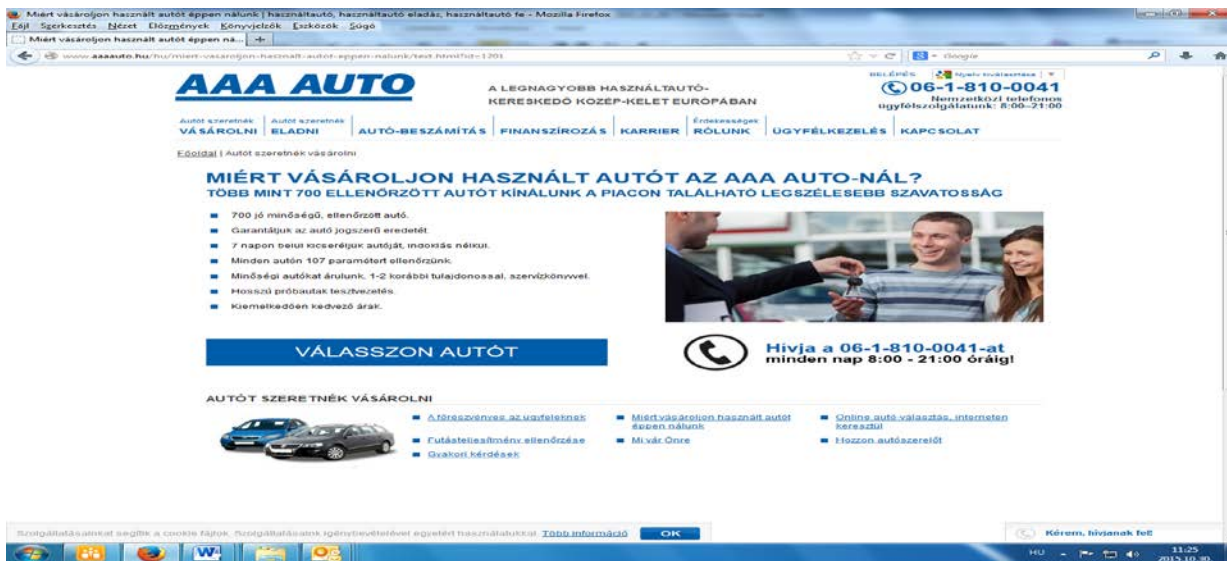 Miért vásároljon használt autót éppen nálunk | használtautó, használtautó eladás, használtautó fe - Mozilla Firefox
Fájl Szerkesztés Nézet Előzmények Könyvjelzők Eszközök Súgó
Miért vásároljon használt autót éppen ná...
www.aaaauto.hu/hu/miert-vasaroljon-hasznalt-autot-eppen-nalunk/text.html?id=1201
Google
BELÉPÉS Nyelv kiválasztása
AAA AUTO
A LEGNAGYOBB HASZNÁLTAUTÓ-
KERESKEDŐ KÖZÉP-KELET EURÓPÁBAN
06-1-810-0041
Nemzetközi telefonos
ügyfélszolgálatunk: 8:00–21:00
Autót szeretnék VÁSÁROLNI
Autót szeretnék ELADNI
AUTÓ-BESZÁMÍTÁS
FINANSZÍROZÁS
KARRIER
Érdekességek RÓLUNK
ÜGYFÉLKEZELÉS
KAPCSOLAT
Főoldal | Autót szeretnék vásárolni
MIÉRT VÁSÁROLJON HASZNÁLT AUTÓT AZ AAA AUTO-NÁL?
TÖBB MINT 700 ELLENŐRZÖTT AUTÓT KÍNÁLUNK A PIACON TALÁLHATÓ LEGSZÉLESEBB SZAVATOSSÁG
700 jó minőségű, ellenőrzött autó.
Garantáljuk az autó jogszerű eredetét.
7 napon belül kicseréljük autóját, indoklás nélkül.
Minden autón 107 paramétert ellenőrzünk.
Minőségi autókat árulunk, 1-2 korábbi tulajdonossal, szervízkönyvvel.
Hosszú próbautak tesztvezetés.
Kiemelkedően kedvező árak.
VÁLASSZON AUTÓT
Hívja a 06-1-810-0041-at
minden nap 8:00 - 21:00 óráig!
AUTÓT SZERETNÉK VÁSÁROLNI
A főrészvényes az ügyfeleknek
Futásteljesítmény ellenőrzése
Gyakori kérdések
Miért vásároljon használt autót
éppen nálunk
Mi vár Önre
Online autó választás, interneten
keresztül
Hozzon autószerelőt
Szolgáltatásainkat segítik a cookie fájlok. Szolgáltatásaink igénybevételével egyetért használatukkal. Több információ
OK
Kérem, hívjanak fel!
HU
11:25
2015.10.30.